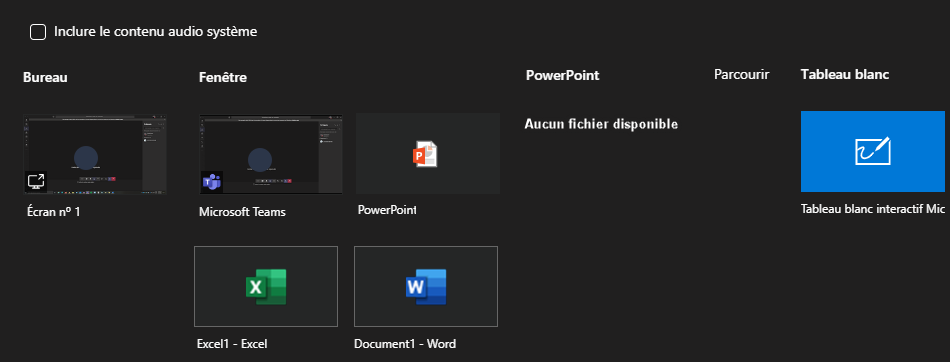 Inclure le contenu audio système
Bureau
Fenêtre
PowerPoint
Parcourir
Tableau blanc
Aucun fichier disponible
Écran nº 1
Microsoft Teams
PowerPoint
Tableau blanc interactif Mic
Excel1 - Excel
Document1 - Word